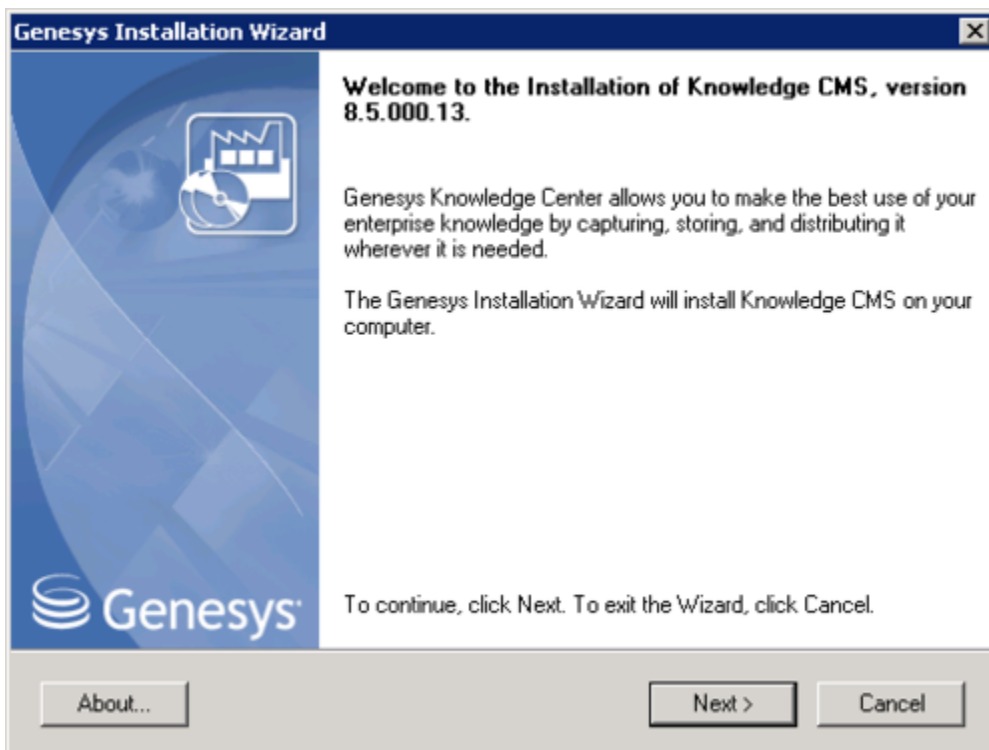 Genesys Installation Wizard
Welcome to the Installation of Knowledge CMS, version
8.5.000.13.
Genesys Knowledge Center allows you to make the best use of your
enterprise knowledge by capturing, storing, and distributing it
wherever it is needed.
The Genesys Installation Wizard will install Knowledge CMS on your
computer.
Genesys
To continue, click Next. To exit the Wizard, click Cancel.
About...
Next >
Cancel